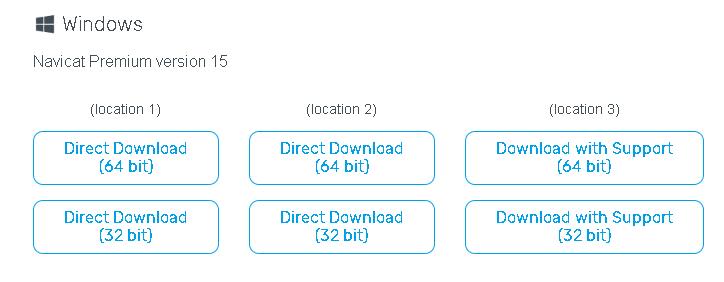 Windows
Navicat Premium version 15
(location 1)
(location 2)
(location 3)
Direct Download
(64 bit)
Direct Download
(64 bit)
Download with Support
(64 bit)
Direct Download
(32 bit)
Direct Download
(32 bit)
Download with Support
(32 bit)